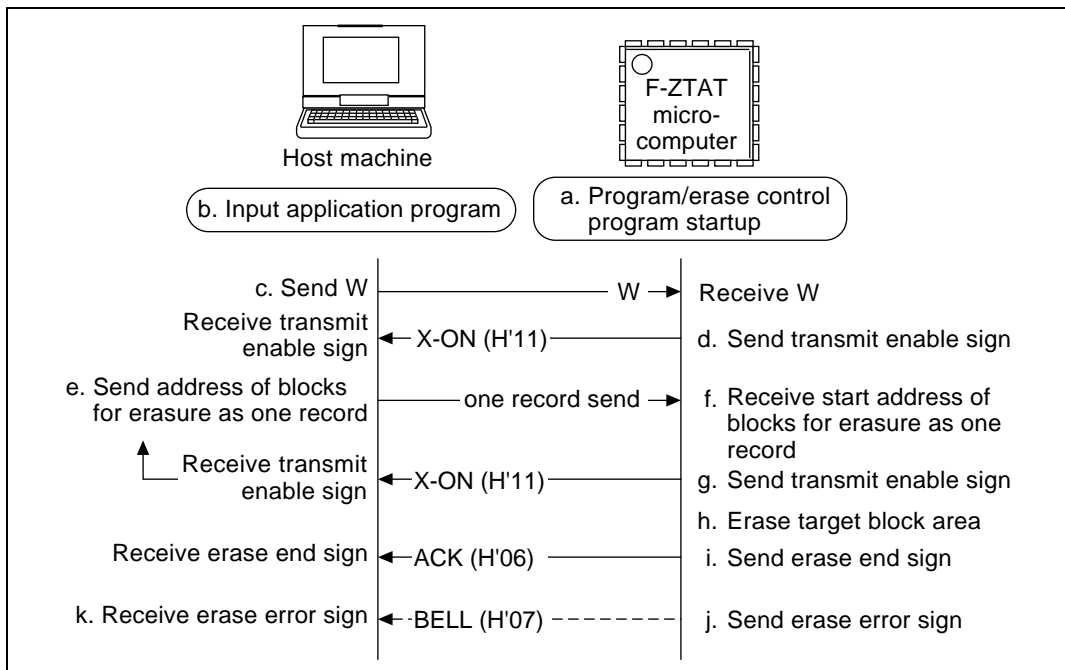 F-ZTAT
micro-
computer
Host machine
b. Input application program
a. Program/erase control
program startup
c. Send W
W
Receive W
Receive transmit
enable sign
X-ON (H'11)
d. Send transmit enable sign
e. Send address of blocks
for erasure as one record
one record send
f. Receive start address of
blocks for erasure as one
record
Receive transmit
enable sign
X-ON (H'11)
g. Send transmit enable sign
h. Erase target block area
Receive erase end sign
ACK (H'06)
i. Send erase end sign
k. Receive erase error sign
BELL (H'07)
j. Send erase error sign